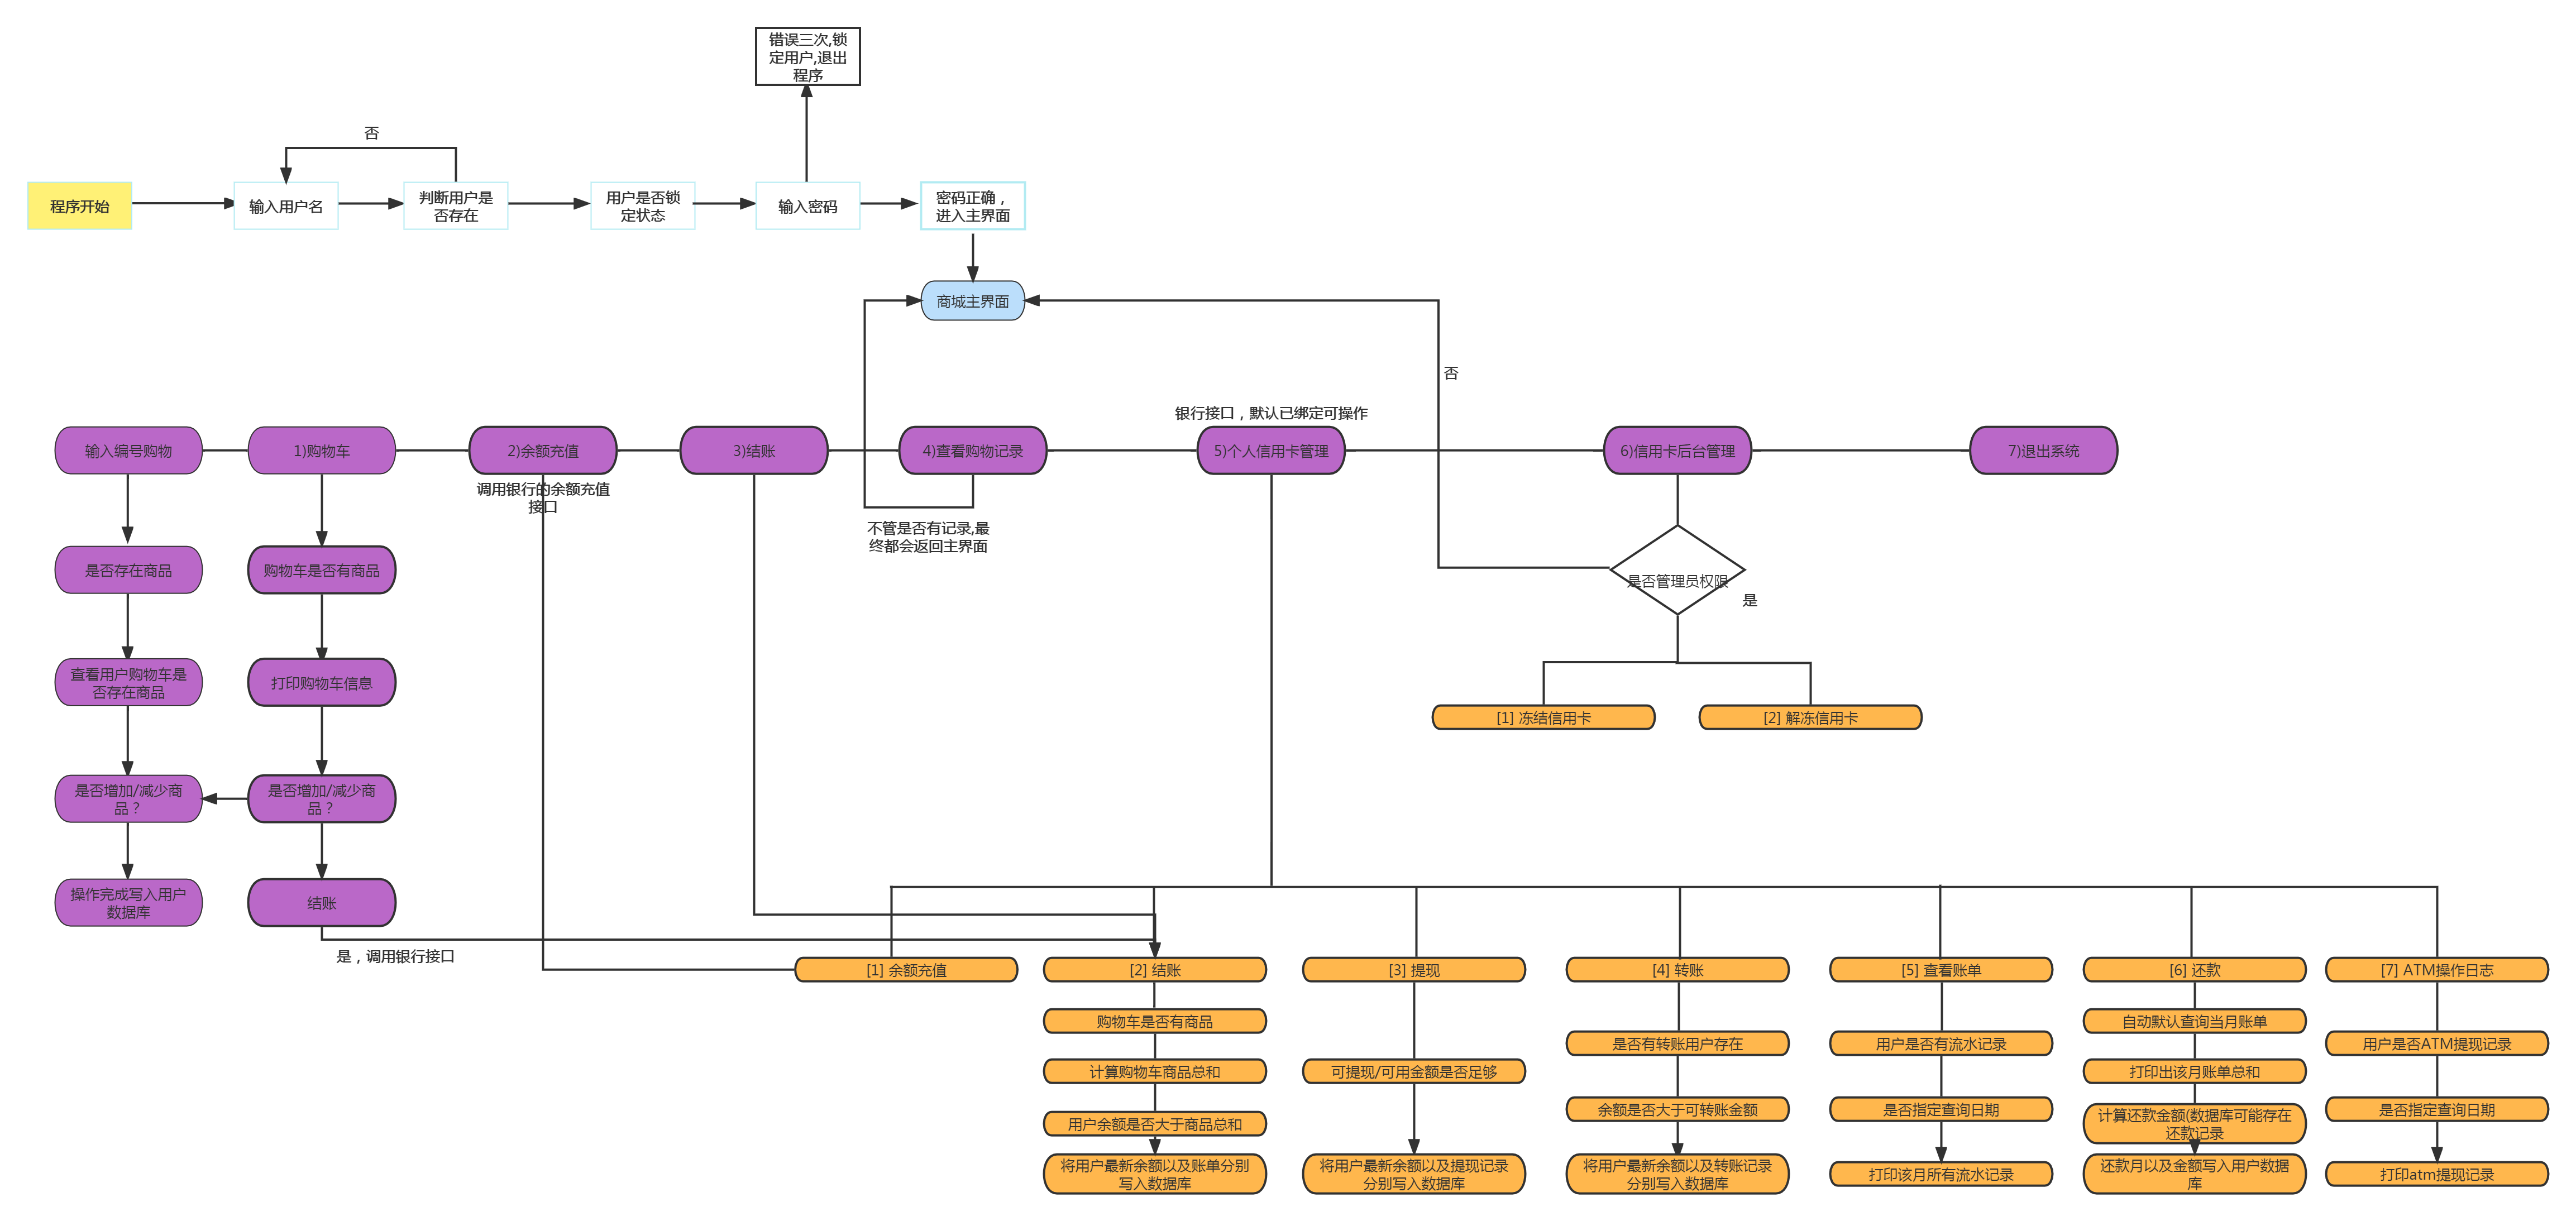 错误三次,锁
定用户,退出
程序
否
程序开始
输入用户名
判断用户是
否存在
用户是否锁
定状态
输入密码
密码正确，
进入主界面
商城主界面
否
银行接口，默认已绑定可操作
输入编号购物
1)购物车
2)余额充值
3)结账
4)查看购物记录
5)个人信用卡管理
6)信用卡后台管理
7)退出系统
调用银行的余额充值
接口
不管是否有记录,最
终都会返回主界面
是否存在商品
购物车是否有商品
是否管理员权限
是
查看用户购物车是
否存在商品
打印购物车信息
[1] 冻结信用卡
[2] 解冻信用卡
是否增加/减少商
品？
是否增加/减少商
品？
操作完成写入用户
数据库
结账
是，调用银行接口
[1] 余额充值
[2] 结账
[3] 提现
[4] 转账
[5] 查看账单
[6] 还款
[7] ATM操作日志
购物车是否有商品
计算购物车商品总和
用户余额是否大于商品总和
将用户最新余额以及账单分别
写入数据库
可提现/可用金额是否足够
将用户最新余额以及提现记录
分别写入数据库
是否有转账用户存在
余额是否大于可转账金额
将用户最新余额以及转账记录
分别写入数据库
用户是否有流水记录
是否指定查询日期
打印该月所有流水记录
自动默认查询当月账单
打印出该月账单总和
计算还款金额(数据库可能存在
还款记录
还款月以及金额写入用户数据
库
用户是否ATM提现记录
是否指定查询日期
打印atm提现记录